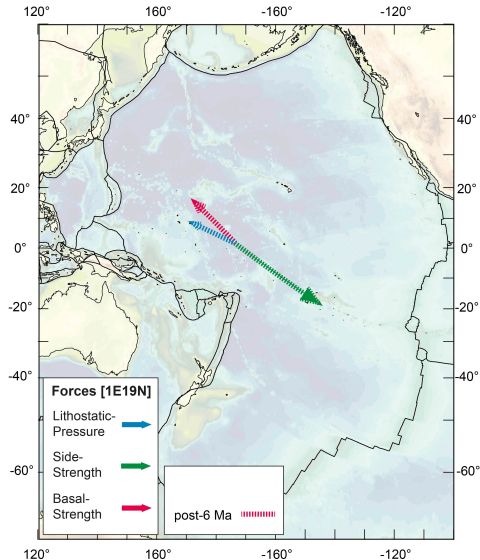 120° 160° -160° -120°
40° 40°
20° 20°
0° 0°
-20° -20°
-40° -40°
-60° -60°
Forces [1E19N]
Lithostatic-
Pressure
Side-
Strength
Basal-
Strength
post-6 Ma
120 160 -160 -120